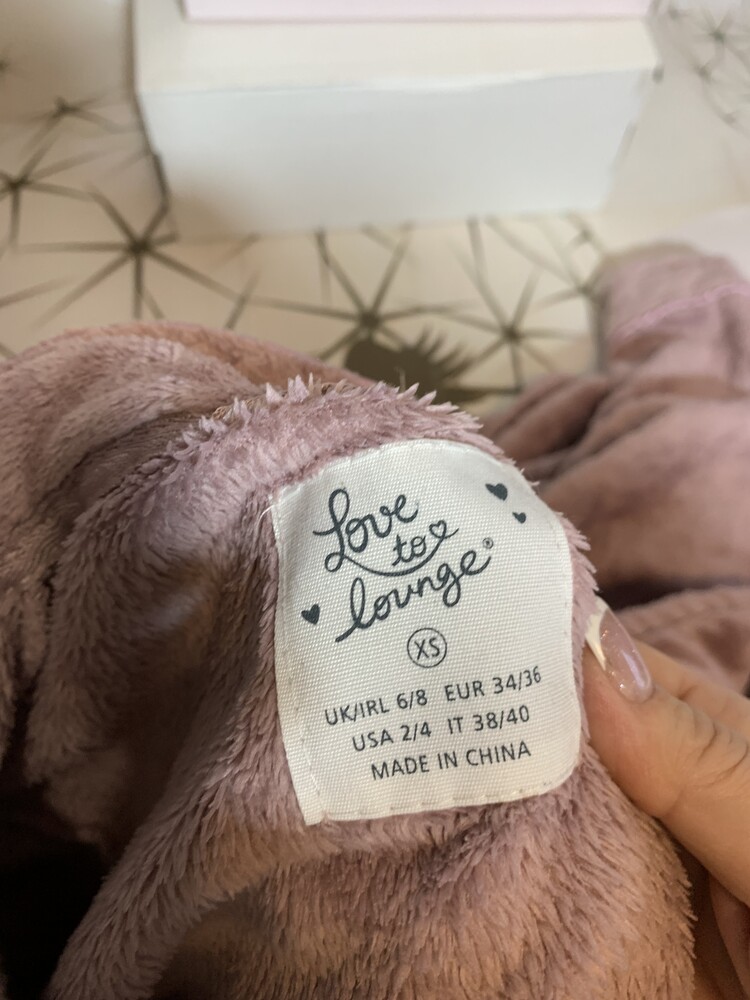 Love
to
lounge®
XS
UK/IRL 6/8 EUR 34/36
USA 2/4 IT 38/40
MADE IN CHINA